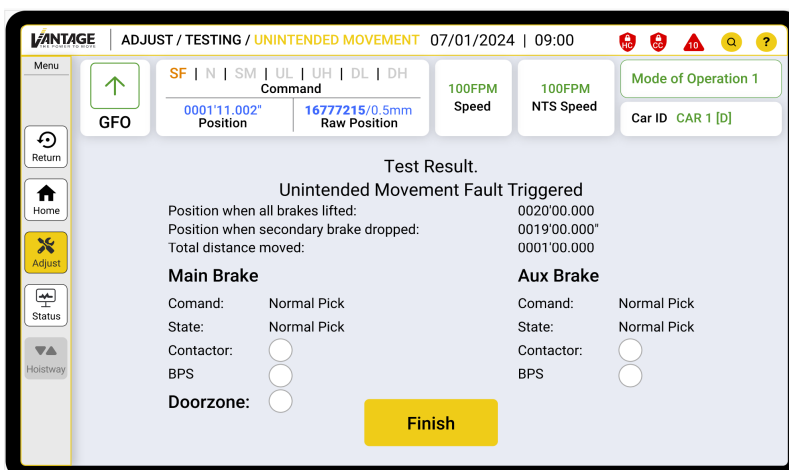 VANTAGE
THE POWER TO MOVE
ADJUST / TESTING / UNINTENDED MOVEMENT 07/01/2024 | 09:00
HC
CC
10
?
Menu
Return
Home
Adjust
Status
Hoistway
GFO
SF | N | SM | UL | UH | DL | DH
Command
0001'11.002"
Position
16777215/0.5mm
Raw Position
100FPM
Speed
100FPM
NTS Speed
Mode of Operation 1
Car ID CAR 1 [D]
Test Result.
Unintended Movement Fault Triggered
Position when all brakes lifted: 0020'00.000
Position when secondary brake dropped: 0019'00.000"
Total distance moved: 0001'00.000
Main Brake
Comand: Normal Pick
State: Normal Pick
Contactor:
BPS
Doorzone:
Aux Brake
Comand: Normal Pick
State: Normal Pick
Contactor:
BPS
Finish